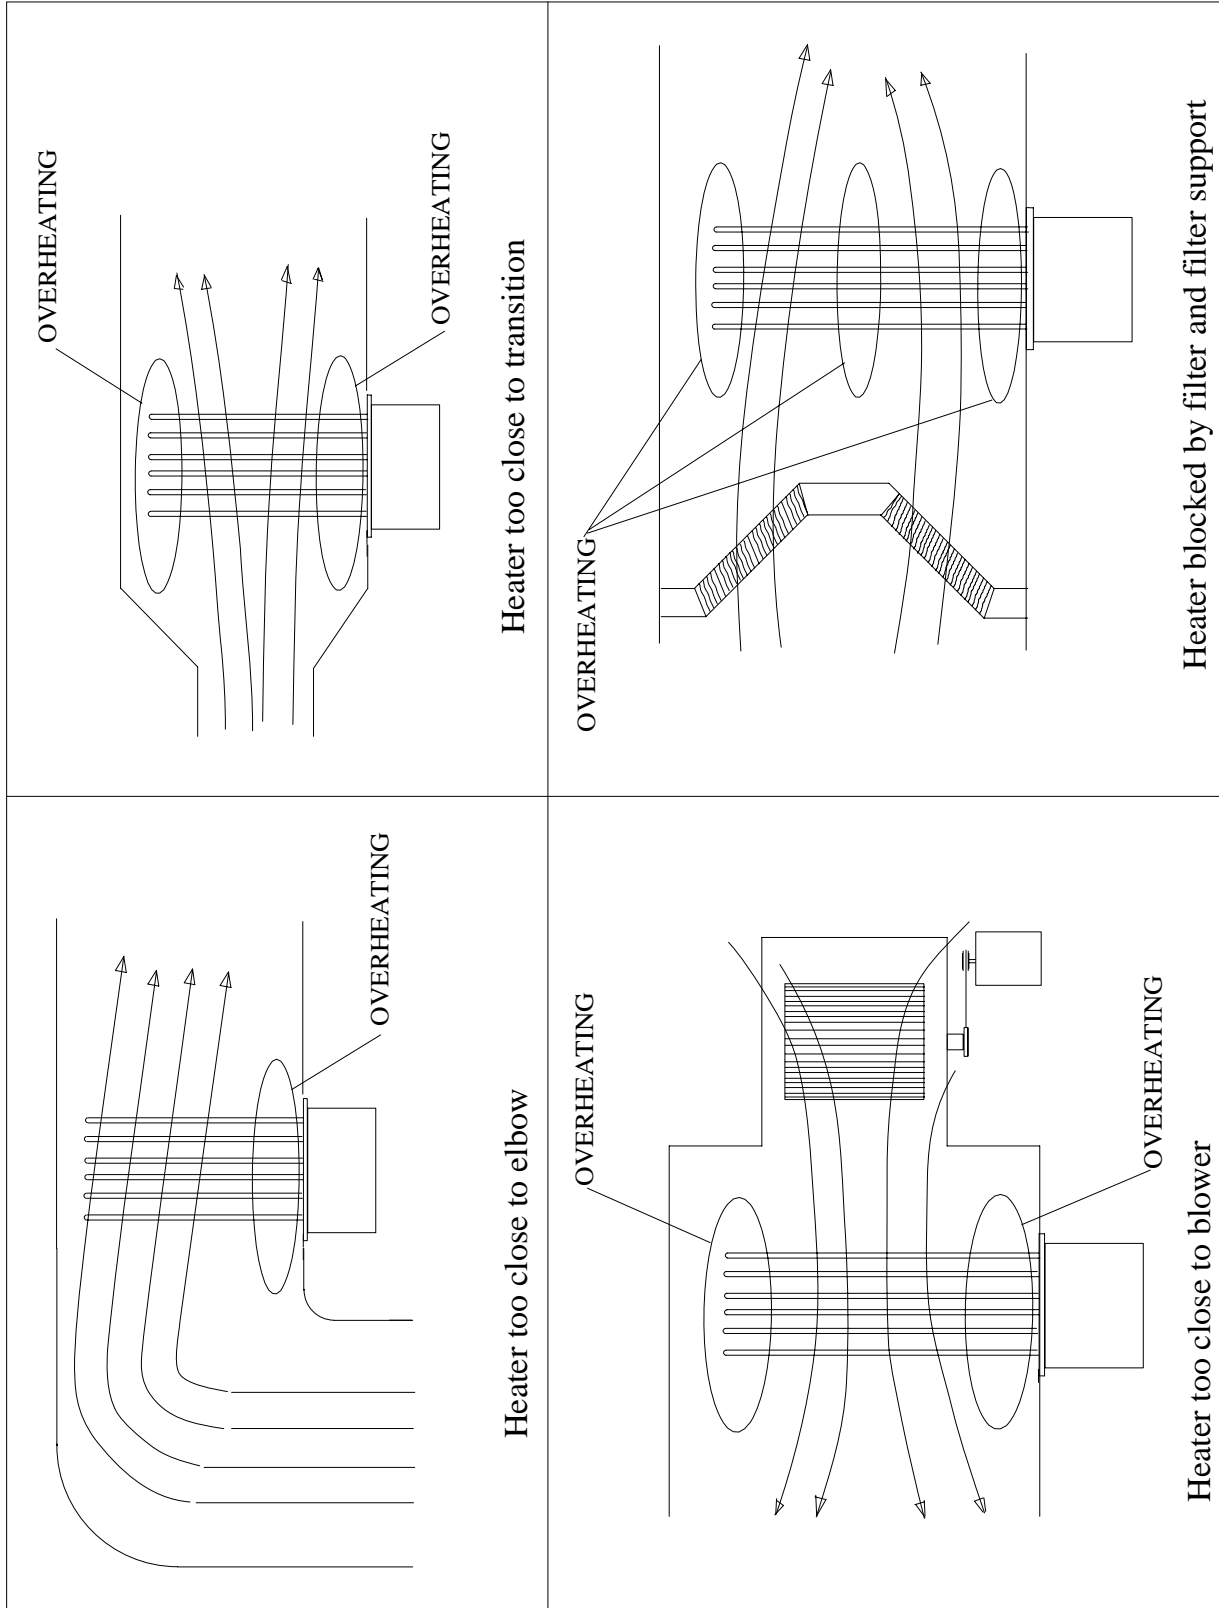 OVERHEATING
Heater too close to elbow
OVERHEATING
OVERHEATING
Heater too close to transition
OVERHEATING
OVERHEATING
Heater too close to blower
OVERHEATING
Heater blocked by filter and filter support